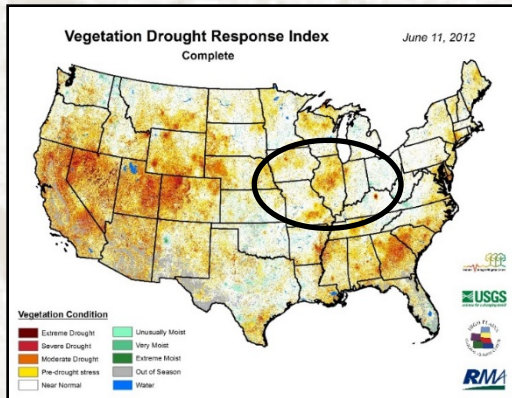 Vegetation Drought Response Index
June 11, 2012
Complete
Vegetation Condition
Extreme Drought
Severe Drought
Moderate Drought
Pre-drought stress
Near Normal
Unusually Moist
Very Moist
Extreme Moist
Out of Season
Water
USGS
RMA